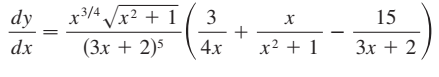 dy/dx = x^{3/4} √(x² + 1) / (3x + 2)⁵ (3/(4x) + x/(x² + 1) − 15/(3x + 2))